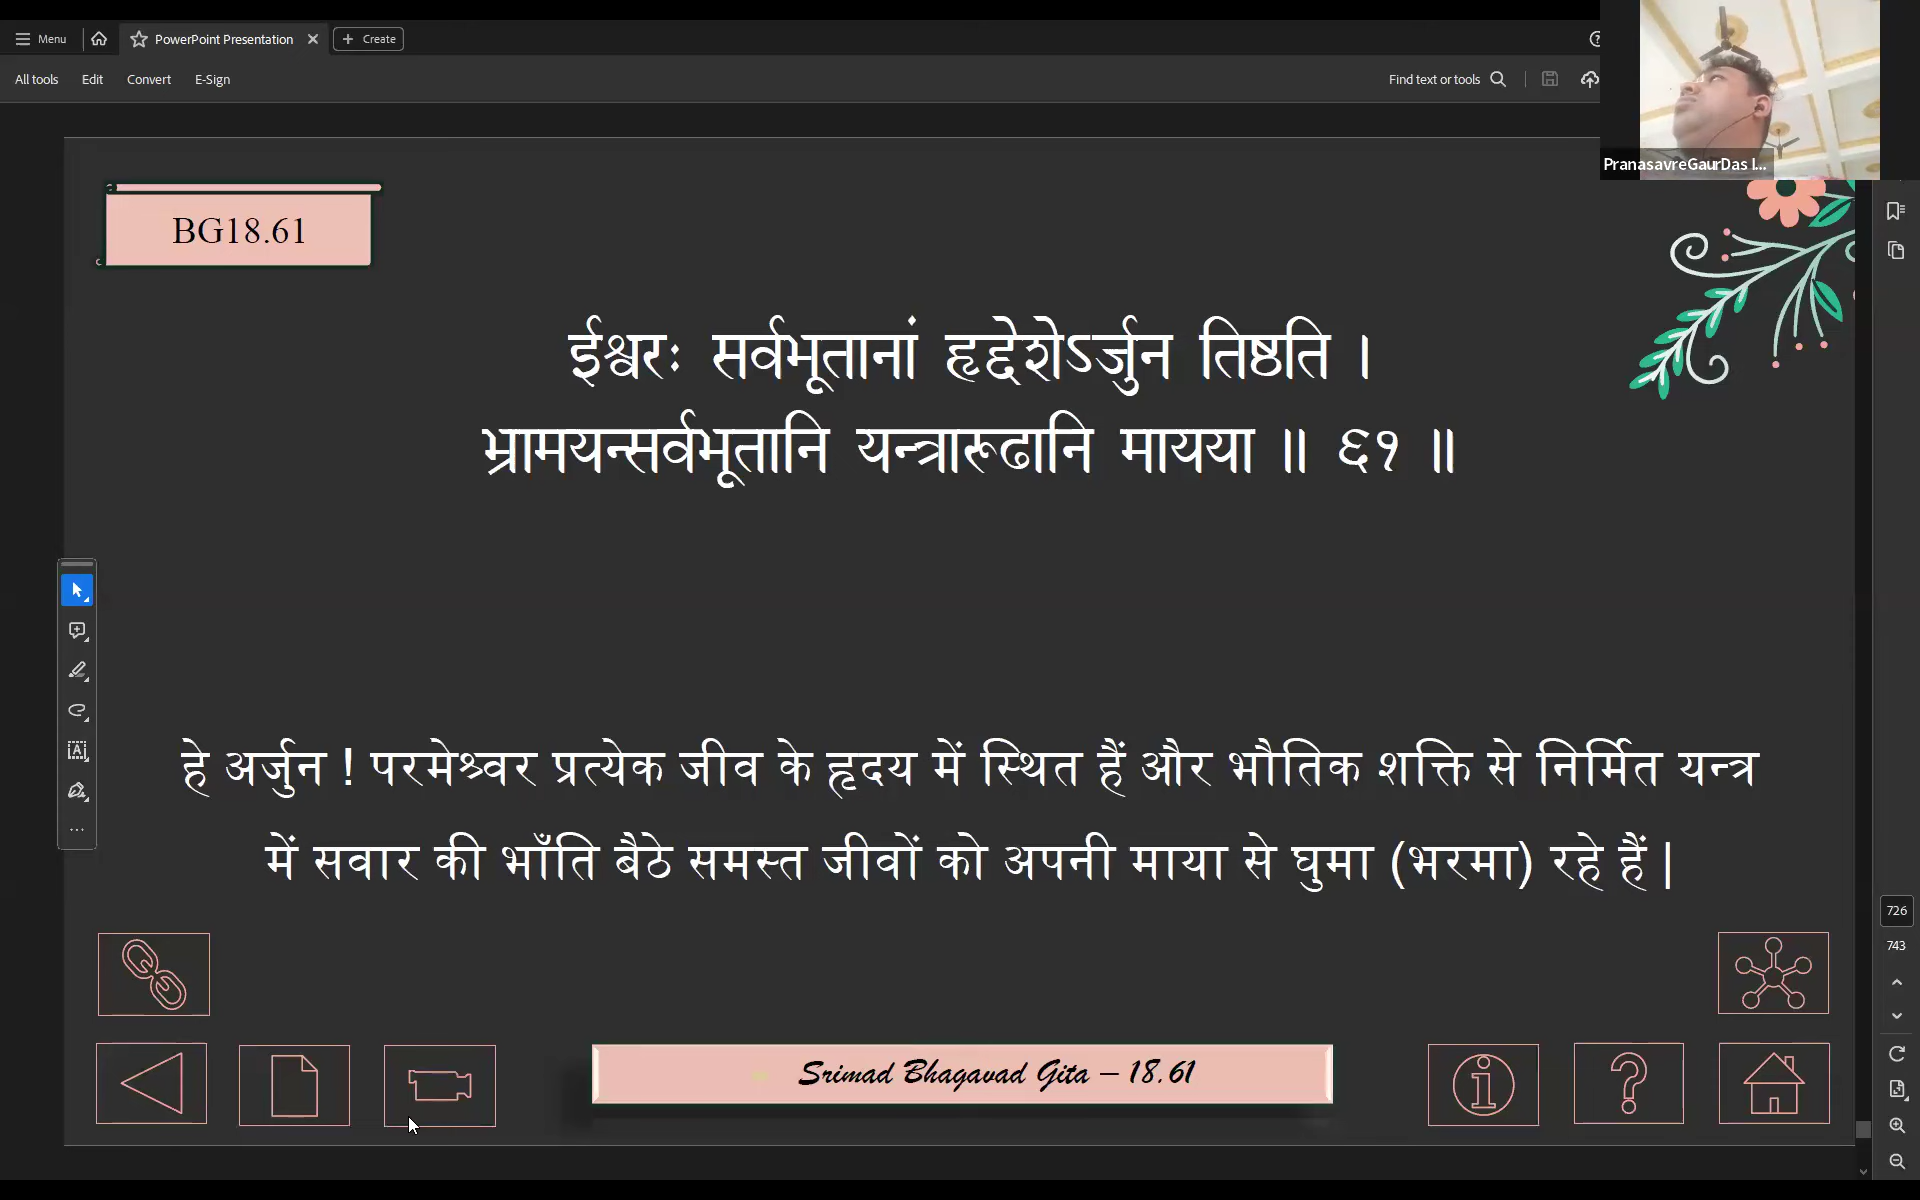 Menu
PowerPoint Presentation
Create
All tools
Edit
Convert
E-Sign
Find text or tools
PranasavreGaurDas I...
BG18.61
ईश्वरः सर्वभूतानां हृद्देशेऽर्जुन तिष्ठति ।
भ्रामयन्सर्वभूतानि यन्त्रारूढानि मायया ॥ ६१ ॥
हे अर्जुन ! परमेश्र्वर प्रत्येक जीव के हृदय में स्थित हैं और भौतिक शक्ति से निर्मित यन्त्र
में सवार की भाँति बैठे समस्त जीवों को अपनी माया से घुमा (भरमा) रहे हैं |
726
743
Srimad Bhagavad Gita – 18.61